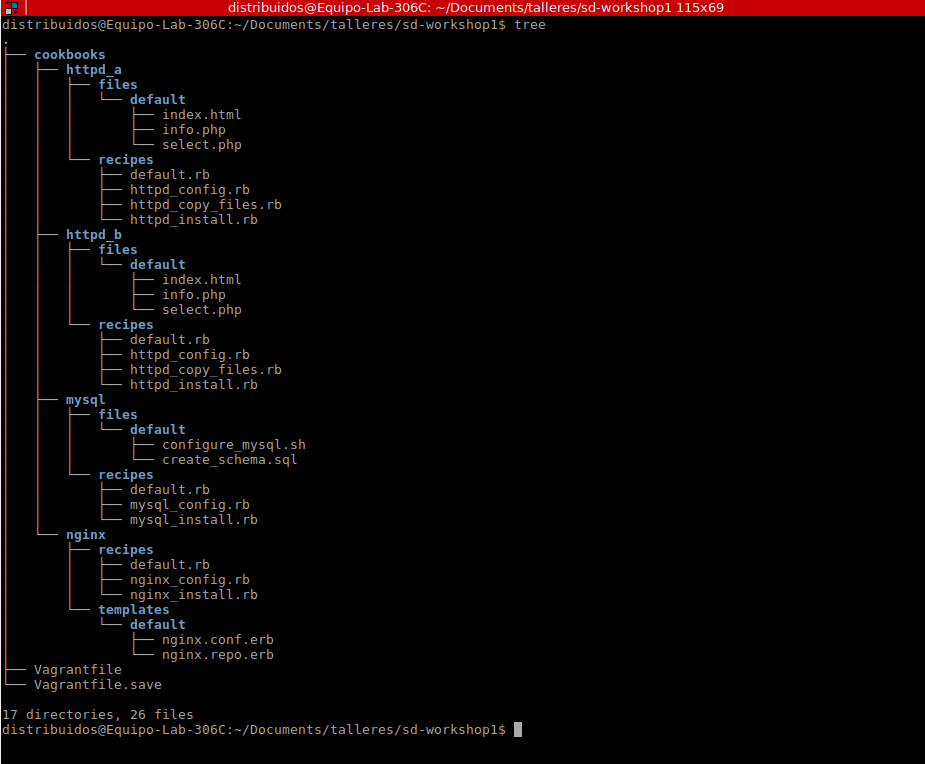 distribuidos@Equipo-Lab-306C: ~/Documents/talleres/sd-workshop1 115x69
distribuidos@Equipo-Lab-306C:~/Documents/talleres/sd-workshop1$ tree
.
├── cookbooks
│   ├── httpd_a
│   │   ├── files
│   │   │   └── default
│   │   │       ├── index.html
│   │   │       ├── info.php
│   │   │       └── select.php
│   │   └── recipes
│   │       ├── default.rb
│   │       ├── httpd_config.rb
│   │       ├── httpd_copy_files.rb
│   │       └── httpd_install.rb
│   ├── httpd_b
│   │   ├── files
│   │   │   └── default
│   │   │       ├── index.html
│   │   │       ├── info.php
│   │   │       └── select.php
│   │   └── recipes
│   │       ├── default.rb
│   │       ├── httpd_config.rb
│   │       ├── httpd_copy_files.rb
│   │       └── httpd_install.rb
│   ├── mysql
│   │   ├── files
│   │   │   └── default
│   │   │       ├── configure_mysql.sh
│   │   │       └── create_schema.sql
│   │   └── recipes
│   │       ├── default.rb
│   │       ├── mysql_config.rb
│   │       └── mysql_install.rb
│   └── nginx
│       ├── recipes
│       │   ├── default.rb
│       │   ├── nginx_config.rb
│       │   └── nginx_install.rb
│       └── templates
│           └── default
│               ├── nginx.conf.erb
│               └── nginx.repo.erb
├── Vagrantfile
└── Vagrantfile.save
17 directories, 26 files
distribuidos@Equipo-Lab-306C:~/Documents/talleres/sd-workshop1$